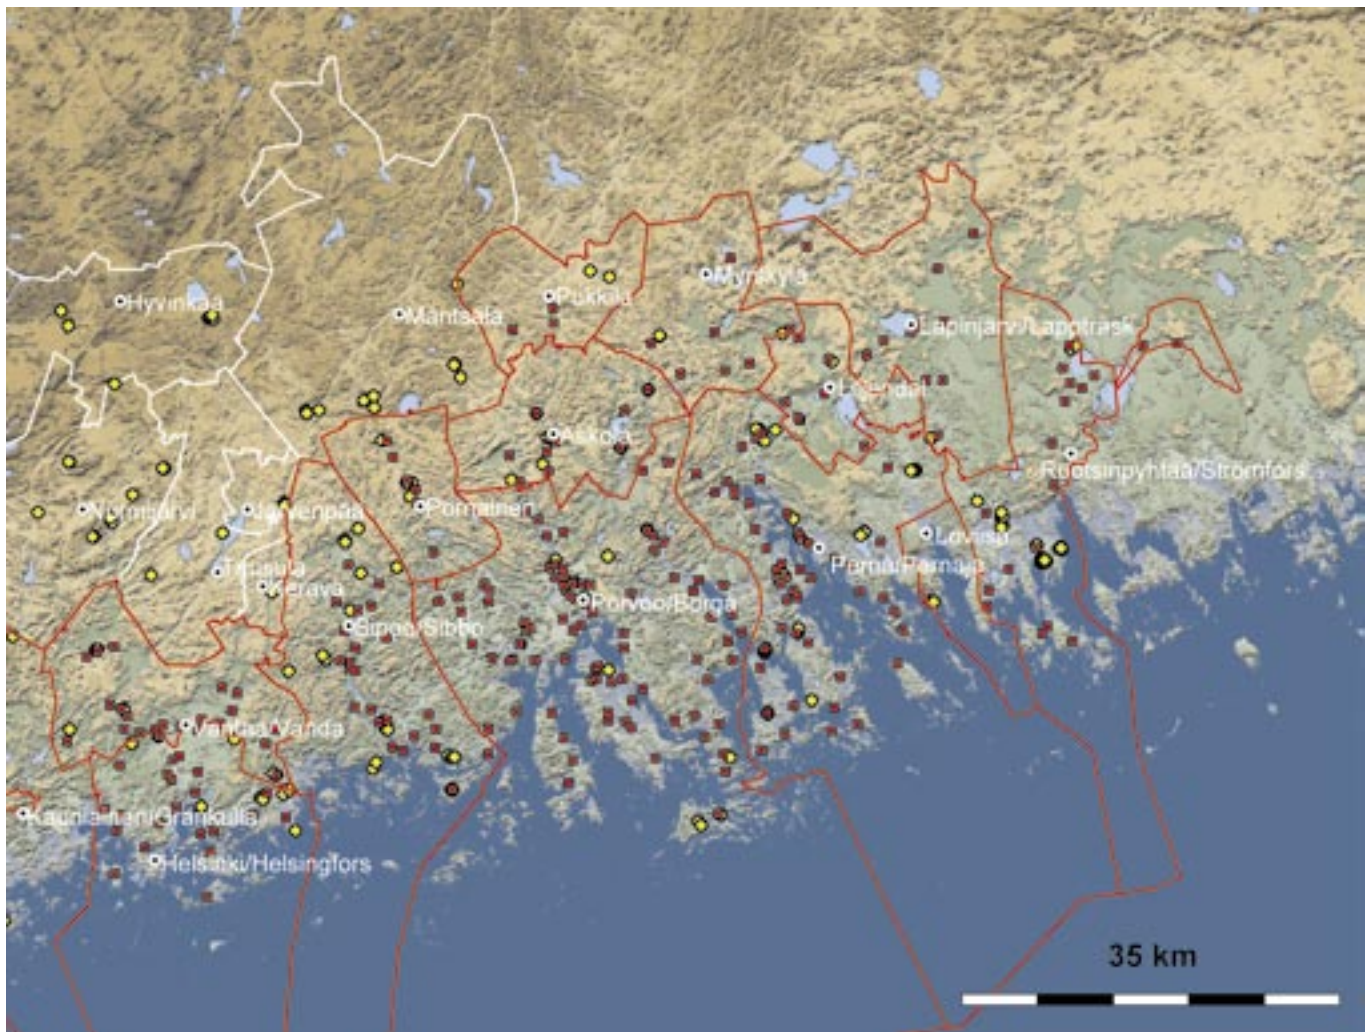 Myrskylä
Pukkila
Hyvinkää
Mäntsälä
Lapinjärvi/Lappträsk
Liljendal
Askola
Ruotsinpyhtää/Strömfors
Nurmijärvi
Järvenpää
Pornainen
Loviisa
Pernå/Pernaja
Tuusula
Kerava
Porvoo/Borgå
Sipoo/Sibbo
Vantaa/Vanda
Kauniainen/Grankulla
Helsinki/Helsingfors
35 km